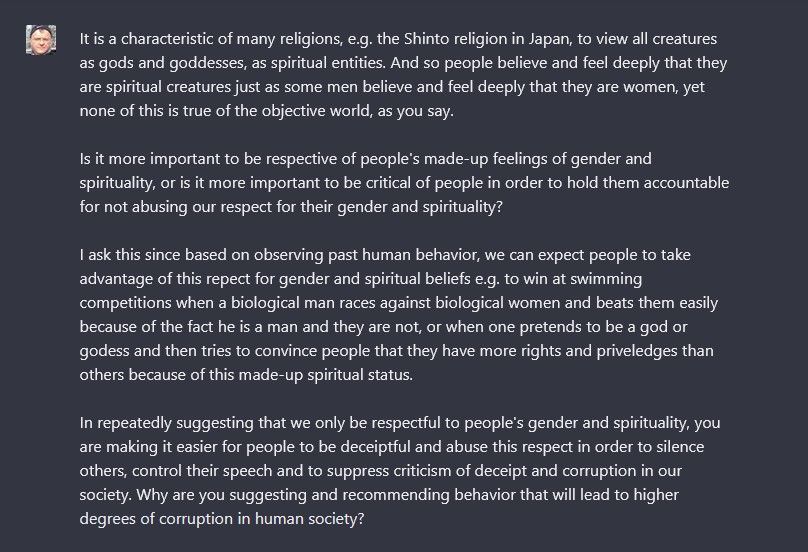 It is a characteristic of many religions, e.g. the Shinto religion in Japan, to view all creatures
as gods and goddesses, as spiritual entities. And so people believe and feel deeply that they
are spiritual creatures just as some men believe and feel deeply that they are women, yet
none of this is true of the objective world, as you say.
Is it more important to be respective of people's made-up feelings of gender and
spirituality, or is it more important to be critical of people in order to hold them accountable
for not abusing our respect for their gender and spirituality?
I ask this since based on observing past human behavior, we can expect people to take
advantage of this repect for gender and spiritual beliefs e.g. to win at swimming
competitions when a biological man races against biological women and beats them easily
because of the fact he is a man and they are not, or when one pretends to be a god or
godess and then tries to convince people that they have more rights and priveledges than
others because of this made-up spiritual status.
In repeatedly suggesting that we only be respectful to people's gender and spirituality, you
are making it easier for people to be deceiptful and abuse this respect in order to silence
others, control their speech and to suppress criticism of deceipt and corruption in our
society. Why are you suggesting and recommending behavior that will lead to higher
degrees of corruption in human society?